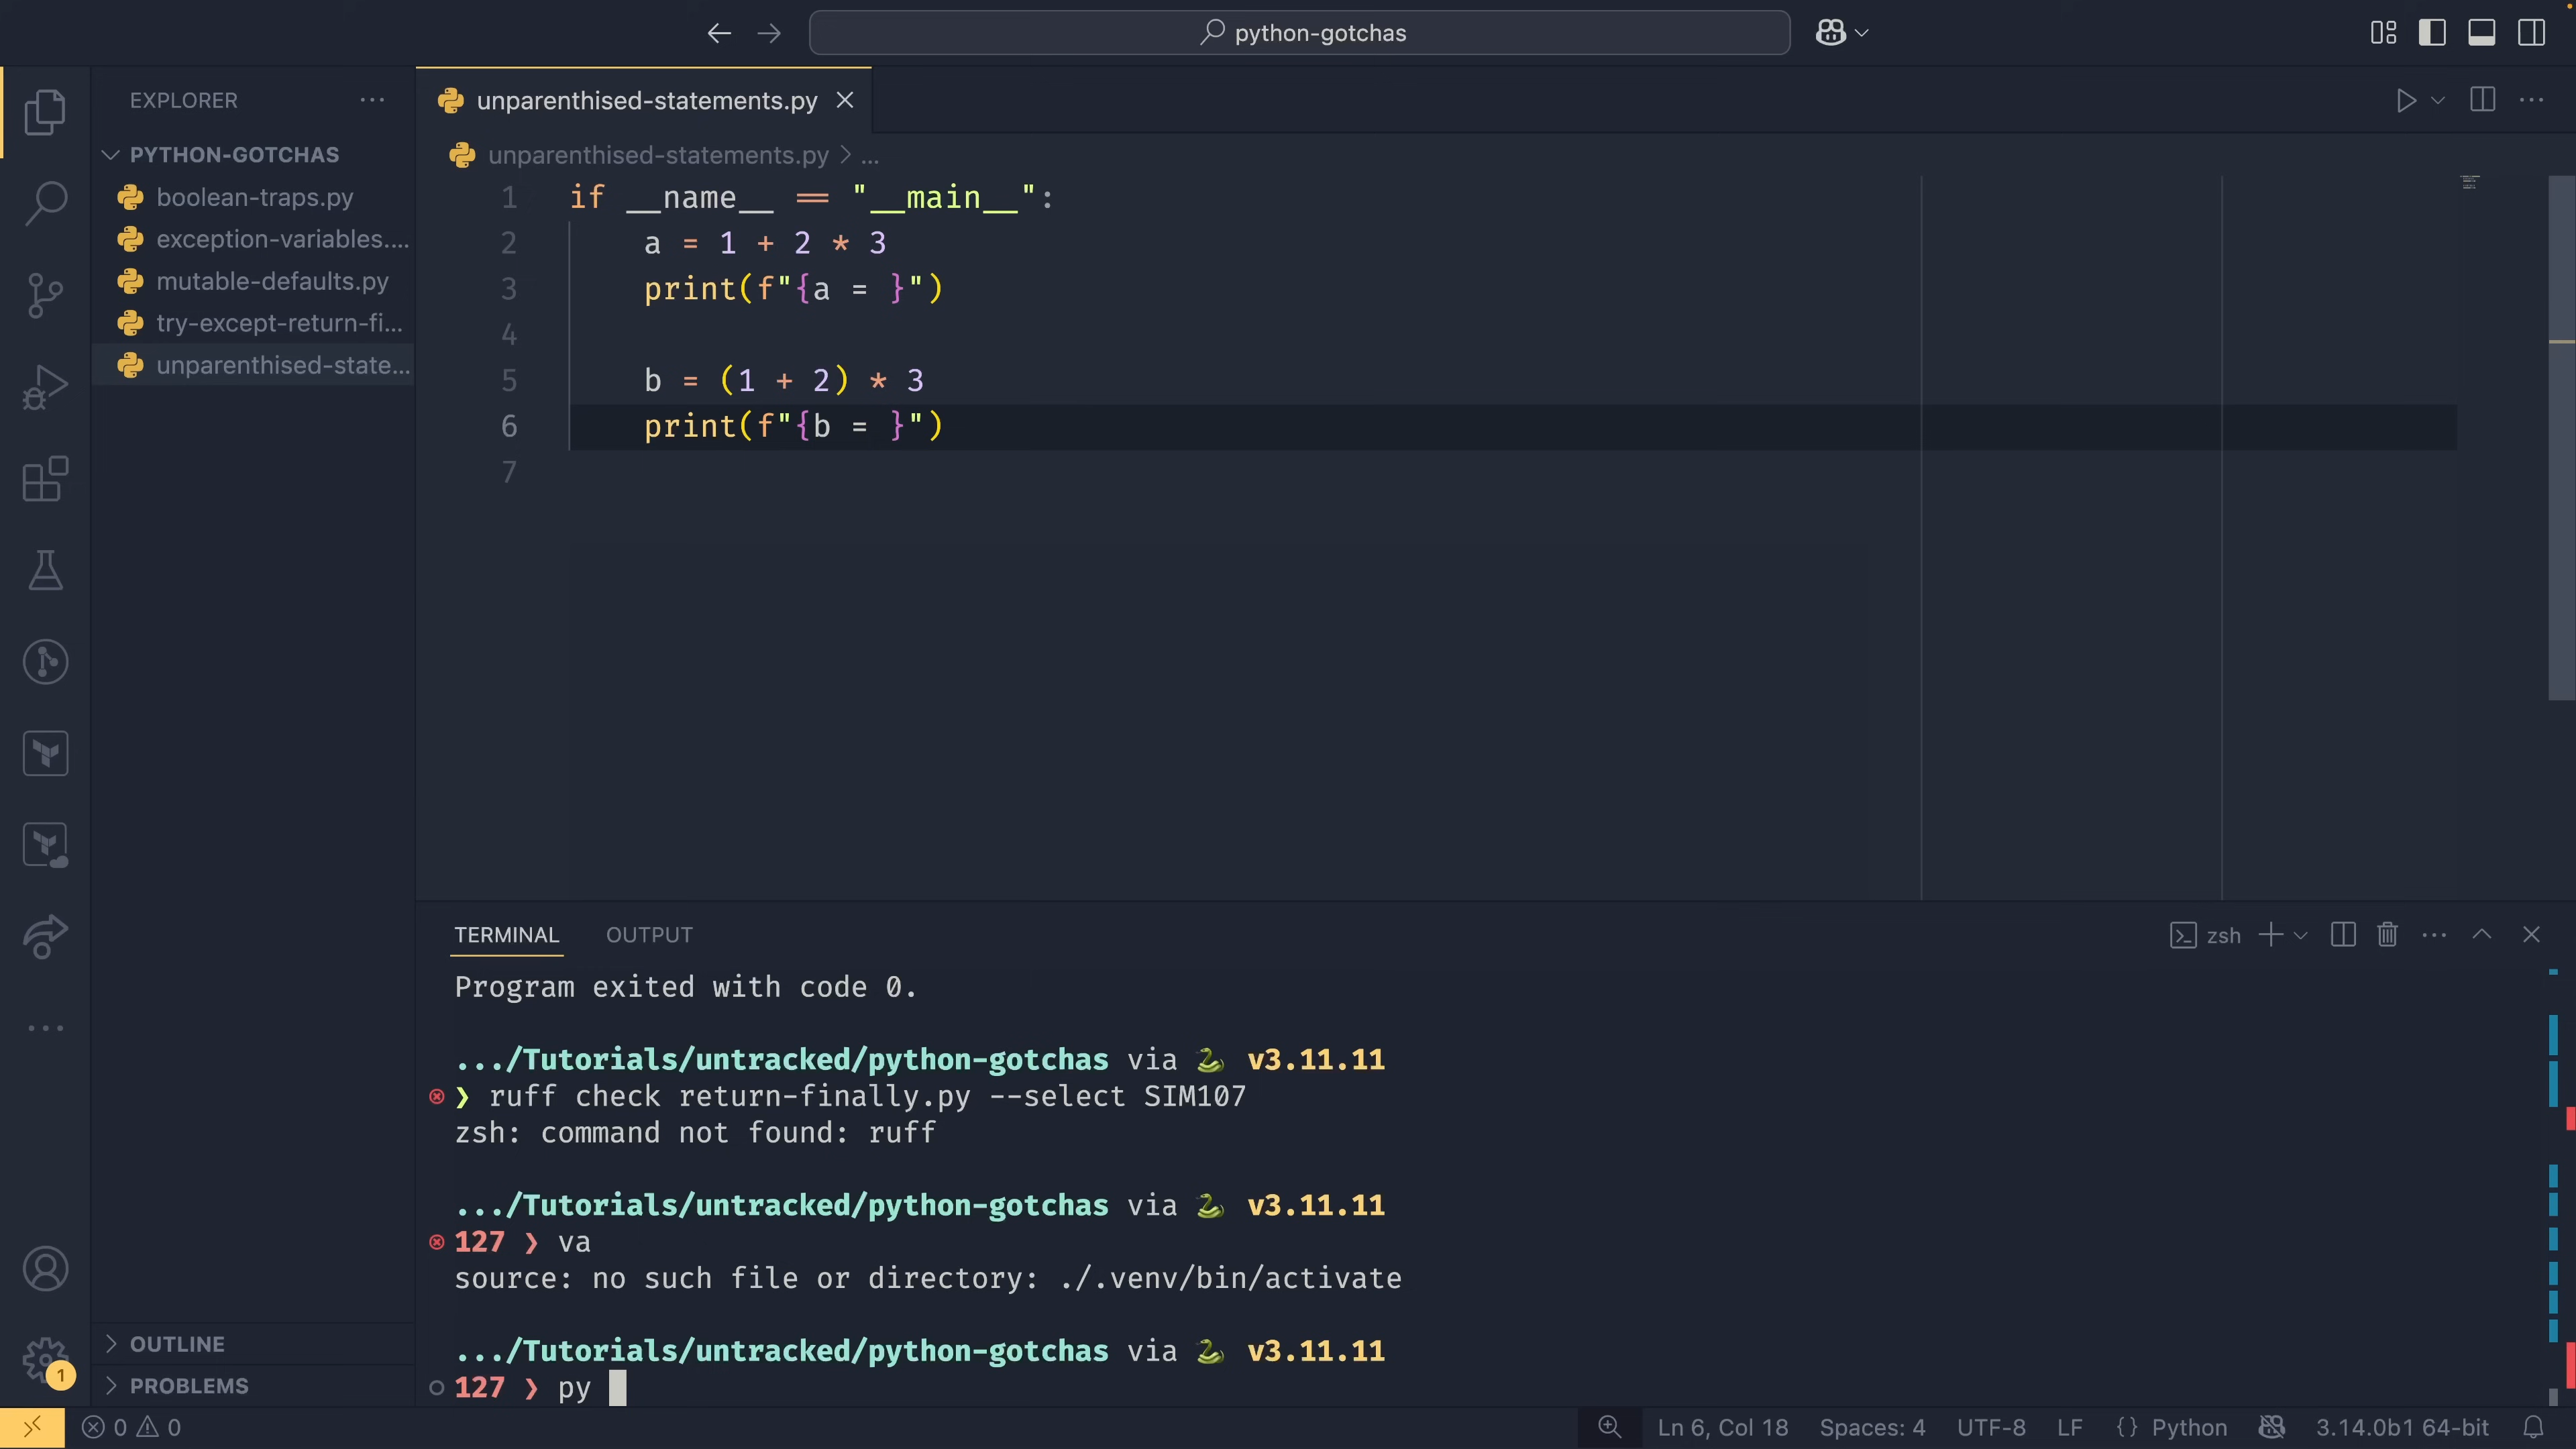 python-gotchas
EXPLORER
PYTHON-GOTCHAS
boolean-traps.py
exception-variables....
mutable-defaults.py
try-except-return-fi...
unparenthised-state...
OUTLINE
PROBLEMS
unparenthised-statements.py
unparenthised-statements.py > ...
1 if __name__ == "__main__":
2 a = 1 + 2 * 3
3 print(f"{a = }")
4
5 b = (1 + 2) * 3
6 print(f"{b = }")
7
TERMINAL OUTPUT
zsh
Program exited with code 0.
.../Tutorials/untracked/python-gotchas via 🐍 v3.11.11
❯ ruff check return-finally.py --select SIM107
zsh: command not found: ruff
.../Tutorials/untracked/python-gotchas via 🐍 v3.11.11
127 ❯ va
source: no such file or directory: ./.venv/bin/activate
.../Tutorials/untracked/python-gotchas via 🐍 v3.11.11
127 ❯ py
1
0 0
Ln 6, Col 18 Spaces: 4 UTF-8 LF {} Python 3.14.0b1 64-bit